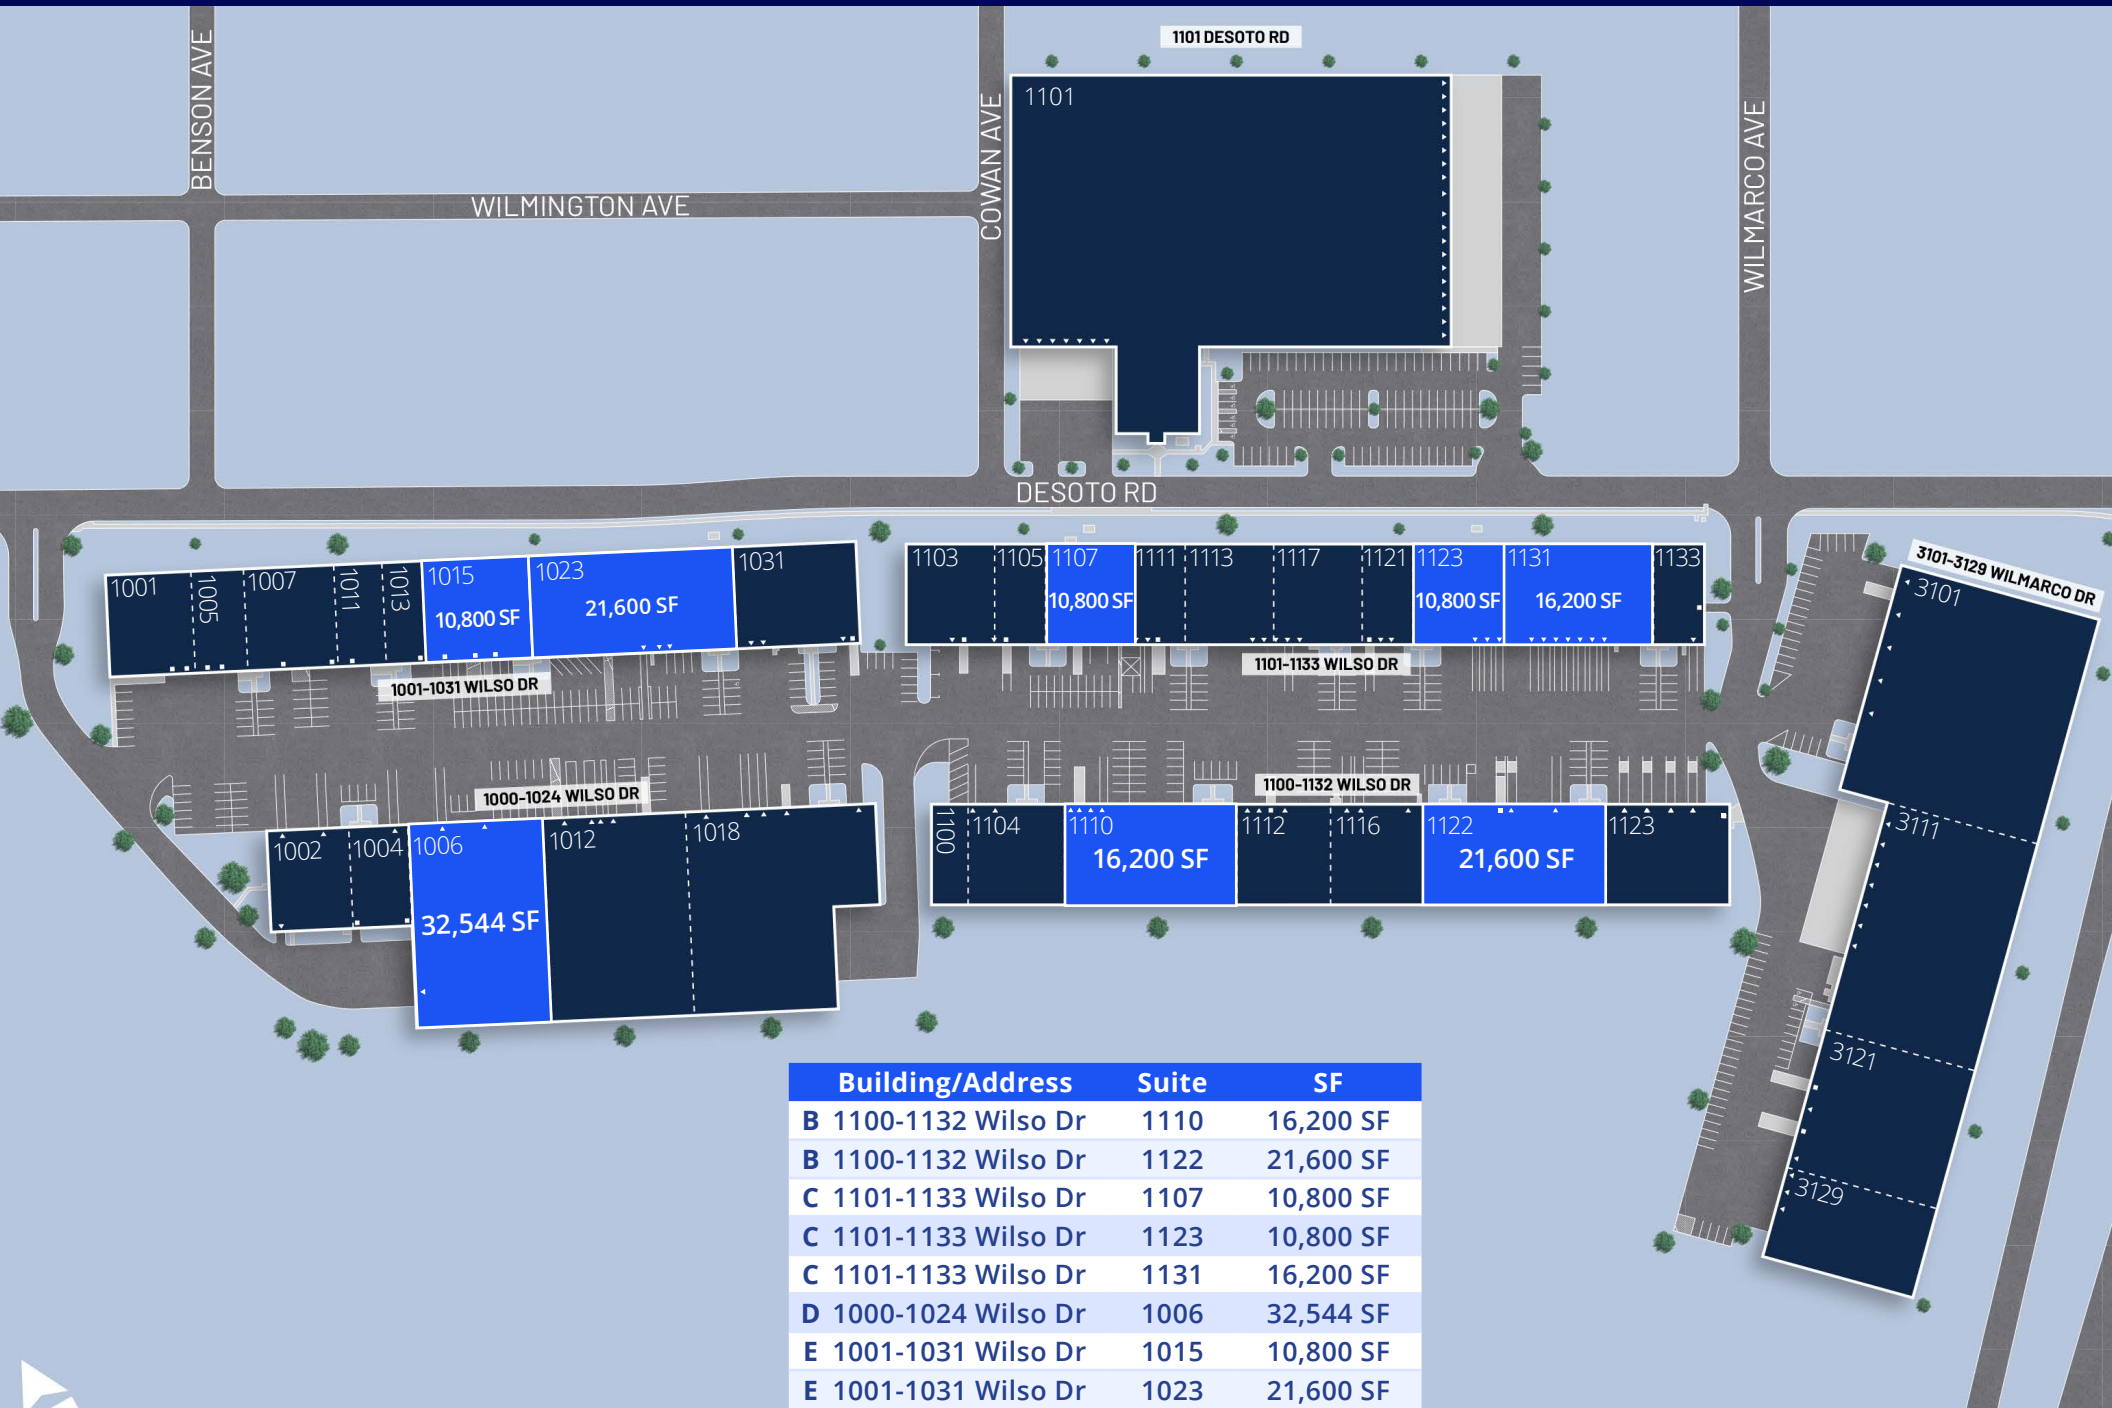 1101 DESOTO RD
1101
BENSON AVE
COWAN AVE
WILMARCO AVE
WILMINGTON AVE
DESOTO RD
1001
1005
1007
1011
1013
1015
10,800 SF
1023
21,600 SF
1031
1001-1031 WILSO DR
1103
1105
1107
10,800 SF
1111
1113
1117
1121
1123
10,800 SF
1131
16,200 SF
1133
1101-1133 WILSO DR
3101-3129 WILMARCO DR
3101
3111
3121
3129
1000-1024 WILSO DR
1002
1004
1006
32,544 SF
1012
1018
1100-1132 WILSO DR
1100
1104
1110
16,200 SF
1112
1116
1122
21,600 SF
1123
Building/Address Suite SF
B 1100-1132 Wilso Dr 1110 16,200 SF
B 1100-1132 Wilso Dr 1122 21,600 SF
C 1101-1133 Wilso Dr 1107 10,800 SF
C 1101-1133 Wilso Dr 1123 10,800 SF
C 1101-1133 Wilso Dr 1131 16,200 SF
D 1000-1024 Wilso Dr 1006 32,544 SF
E 1001-1031 Wilso Dr 1015 10,800 SF
E 1001-1031 Wilso Dr 1023 21,600 SF